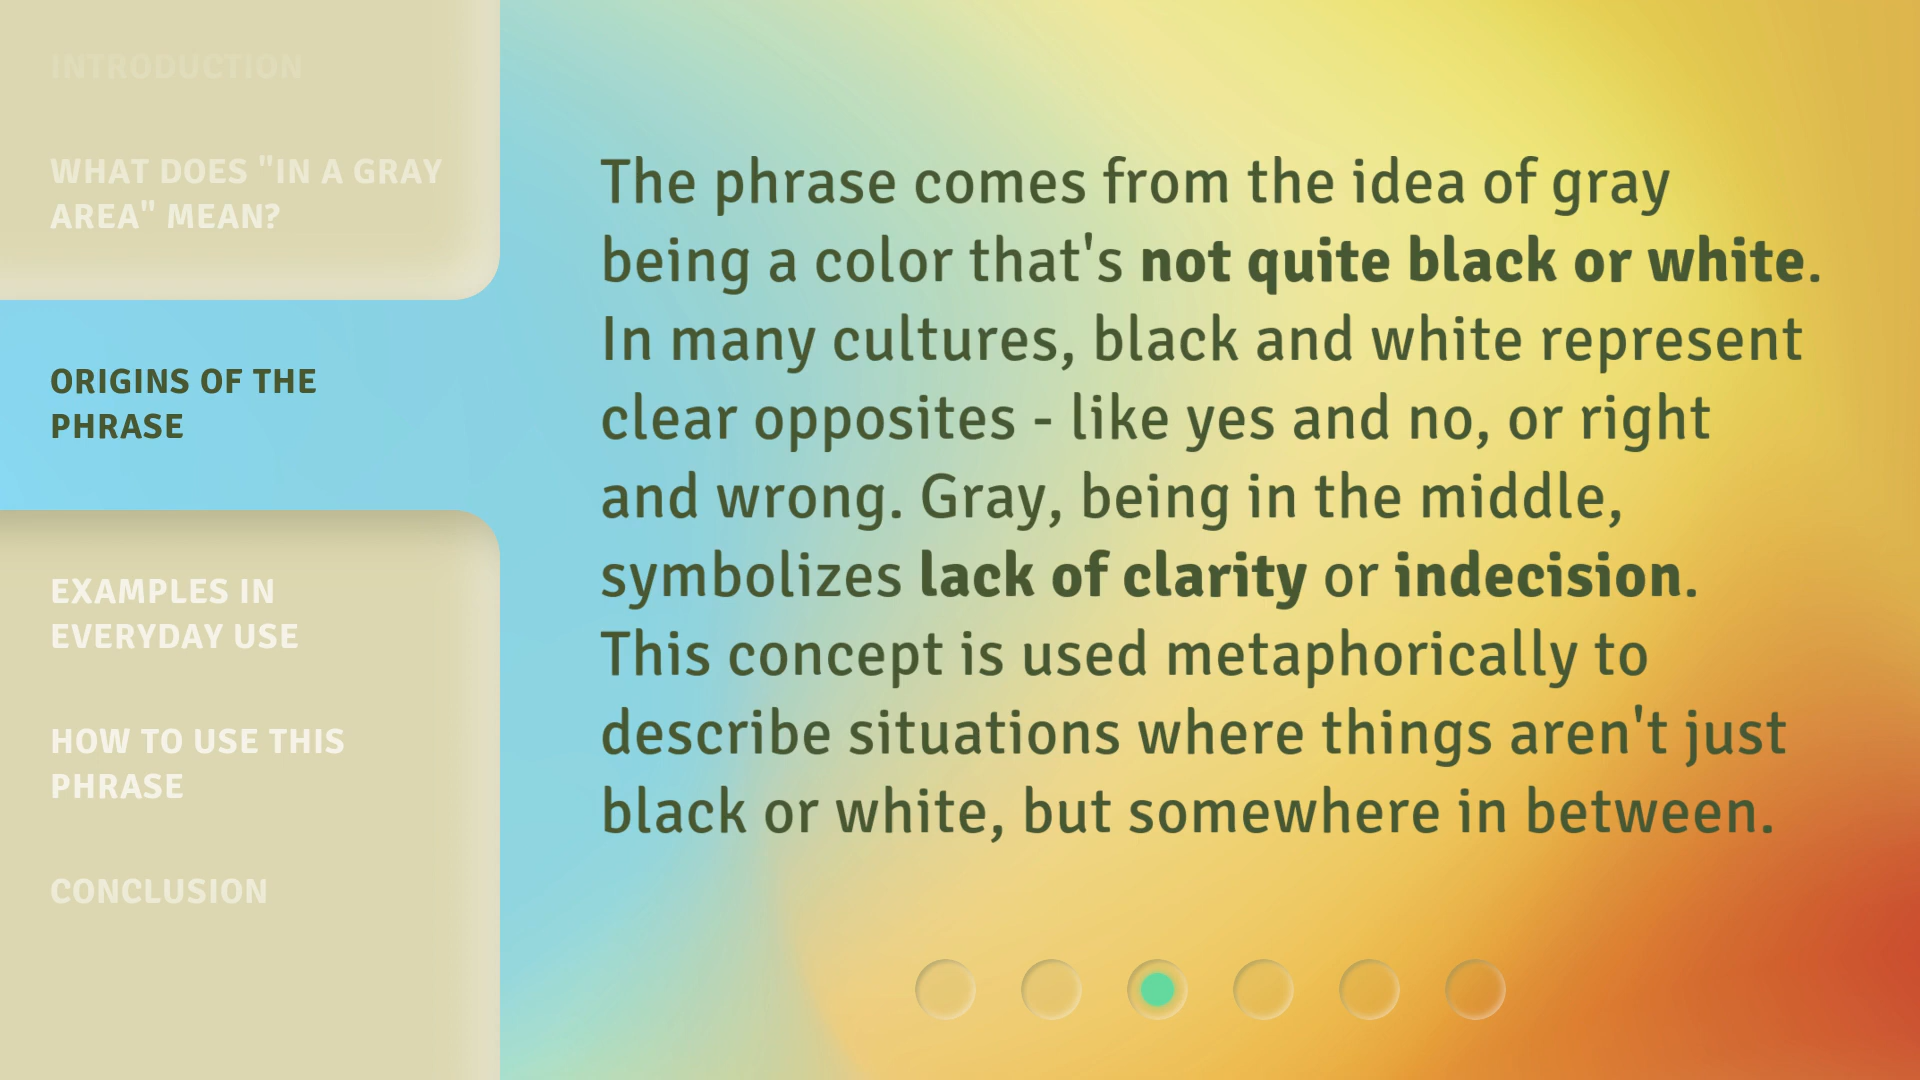 INTRODUCTION
WHAT DOES "IN A GRAY
AREA" MEAN?
ORIGINS OF THE
PHRASE
EXAMPLES IN
EVERYDAY USE
HOW TO USE THIS
PHRASE
CONCLUSION
The phrase comes from the idea of gray
being a color that's not quite black or white.
In many cultures, black and white represent
clear opposites - like yes and no, or right
and wrong. Gray, being in the middle,
symbolizes lack of clarity or indecision.
This concept is used metaphorically to
describe situations where things aren't just
black or white, but somewhere in between.